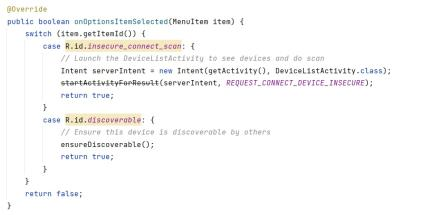 @Override
public boolean onOptionsItemSelected(MenuItem item) {
    switch (item.getItemId()) {
        case R.id.insecure_connect_scan: {
            // Launch the DeviceListActivity to see devices and do scan
            Intent serverIntent = new Intent(getActivity(), DeviceListActivity.class);
            startActivityForResult(serverIntent, REQUEST_CONNECT_DEVICE_INSECURE);
            return true;
        }
        case R.id.discoverable: {
            // Ensure this device is discoverable by others
            ensureDiscoverable();
            return true;
        }
    }
    return false;
}